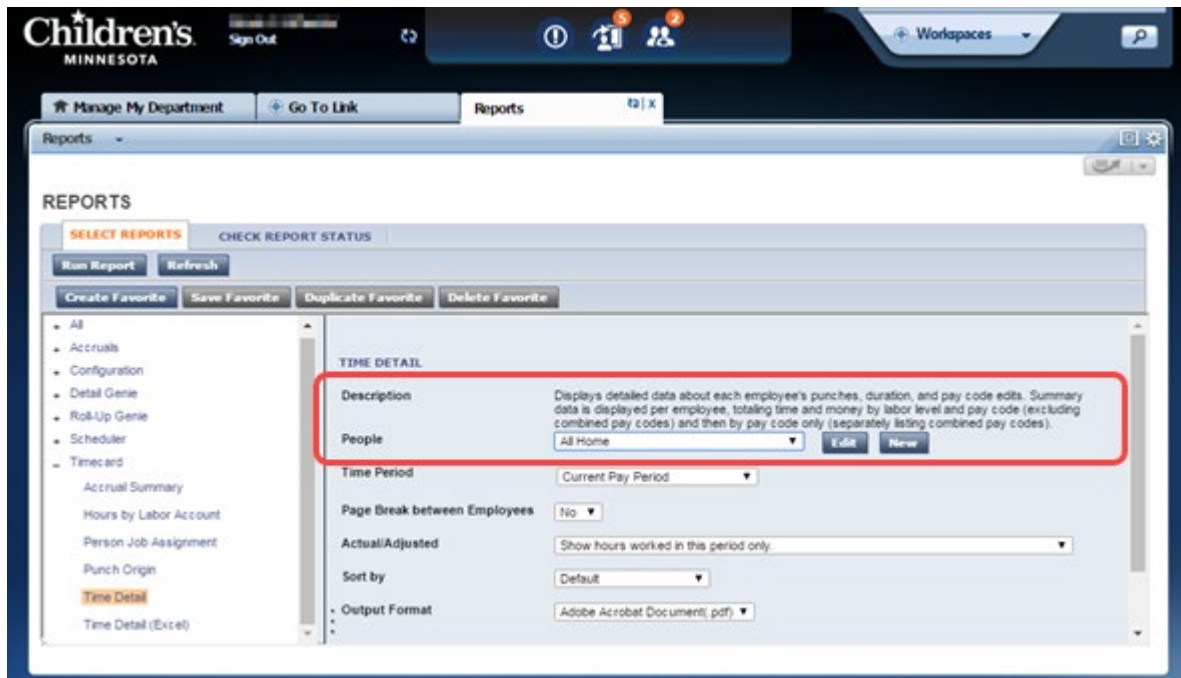 Children's
MINNESOTA
Sign Out
5
2
Workspaces
Manage My Department
Go To Link
Reports
x
Reports
REPORTS
SELECT REPORTS
CHECK REPORT STATUS
Run Report
Refresh
Create Favorite
Save Favorite
Duplicate Favorite
Delete Favorite
+ All
+ Accruals
+ Configuration
+ Detail Genie
+ Roll-Up Genie
+ Scheduler
- Timecard
Accrual Summary
Hours by Labor Account
Person Job Assignment
Punch Origin
Time Detail
Time Detail (Excel)
TIME DETAIL
Description
Displays detailed data about each employee's punches, duration, and pay code edits. Summary
data is displayed per employee, totaling time and money by labor level and pay code (excluding
combined pay codes) and then by pay code only (separately listing combined pay codes).
People
All Home
Edit
New
Time Period
Current Pay Period
Page Break between Employees
No
Actual/Adjusted
Show hours worked in this period only.
Sort by
Default
Output Format
Adobe Acrobat Document(.pdf)